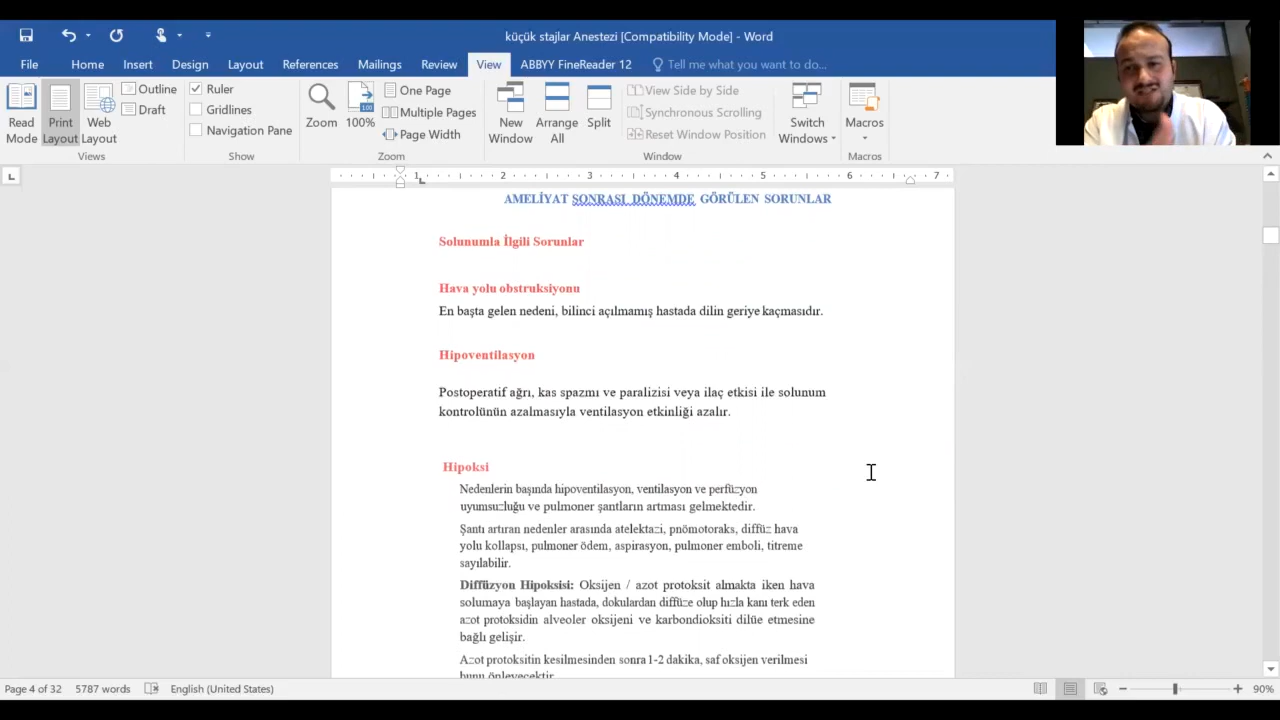 küçük stajlar Anestezi [Compatibility Mode] - Word
File Home Insert Design Layout References Mailings Review View ABBYY FineReader 12 Tell me what you want to do...
Read Mode
Print Layout
Web Layout
Outline
Draft
Views
Ruler
Gridlines
Navigation Pane
Show
Zoom
100%
One Page
Multiple Pages
Page Width
Zoom
New Window
Arrange All
Split
View Side by Side
Synchronous Scrolling
Reset Window Position
Window
Switch Windows
Macros
Macros
1 2 3 4 5 6 7
AMELİYAT SONRASI DÖNEMDE GÖRÜLEN SORUNLAR
Solunumla İlgili Sorunlar
Hava yolu obstruksiyonu
En başta gelen nedeni, bilinci açılmamış hastada dilin geriye kaçmasıdır.
Hipoventilasyon
Postoperatif ağrı, kas spazmı ve paralizisi veya ilaç etkisi ile solunum
kontrolünün azalmasıyla ventilasyon etkinliği azalır.
Hipoksi
Nedenlerin başında hipoventilasyon, ventilasyon ve perfüzyon
uyumsuzluğu ve pulmoner şantların artması gelmektedir.
Şantı artıran nedenler arasında atelektazi, pnömotoraks, diffüz hava
yolu kollapsı, pulmoner ödem, aspirasyon, pulmoner emboli, titreme
sayılabilir.
Diffüzyon Hipoksisi: Oksijen / azot protoksit almakta iken hava
solumaya başlayan hastada, dokulardan diffüze olup hızla kanı terk eden
azot protoksidin alveoler oksijeni ve karbondioksiti dilüe etmesine
bağlı gelişir.
Azot protoksitin kesilmesinden sonra 1-2 dakika, saf oksijen verilmesi
bunu önleyecektir.
Page 4 of 32 5787 words English (United States) 90%